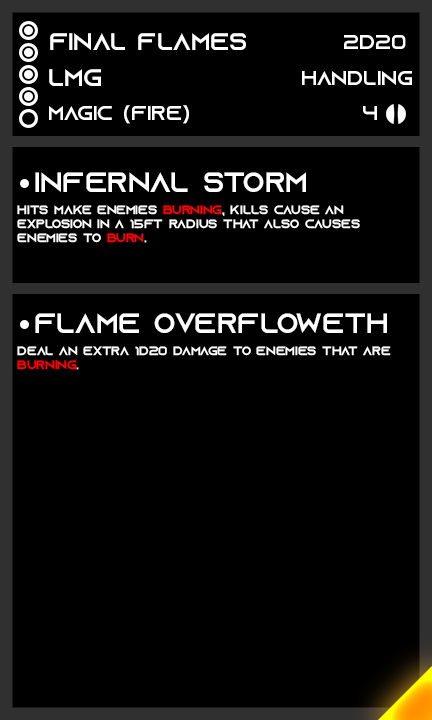 FINAL FLAMES 2D20
LMG HANDLING
MAGIC (FIRE) 4
•INFERNAL STORM
HITS MAKE ENEMIES BURNING, KILLS CAUSE AN
EXPLOSION IN A 15FT RADIUS THAT ALSO CAUSES
ENEMIES TO BURN.
•FLAME OVERFLOWETH
DEAL AN EXTRA 1D20 DAMAGE TO ENEMIES THAT ARE
BURNING.